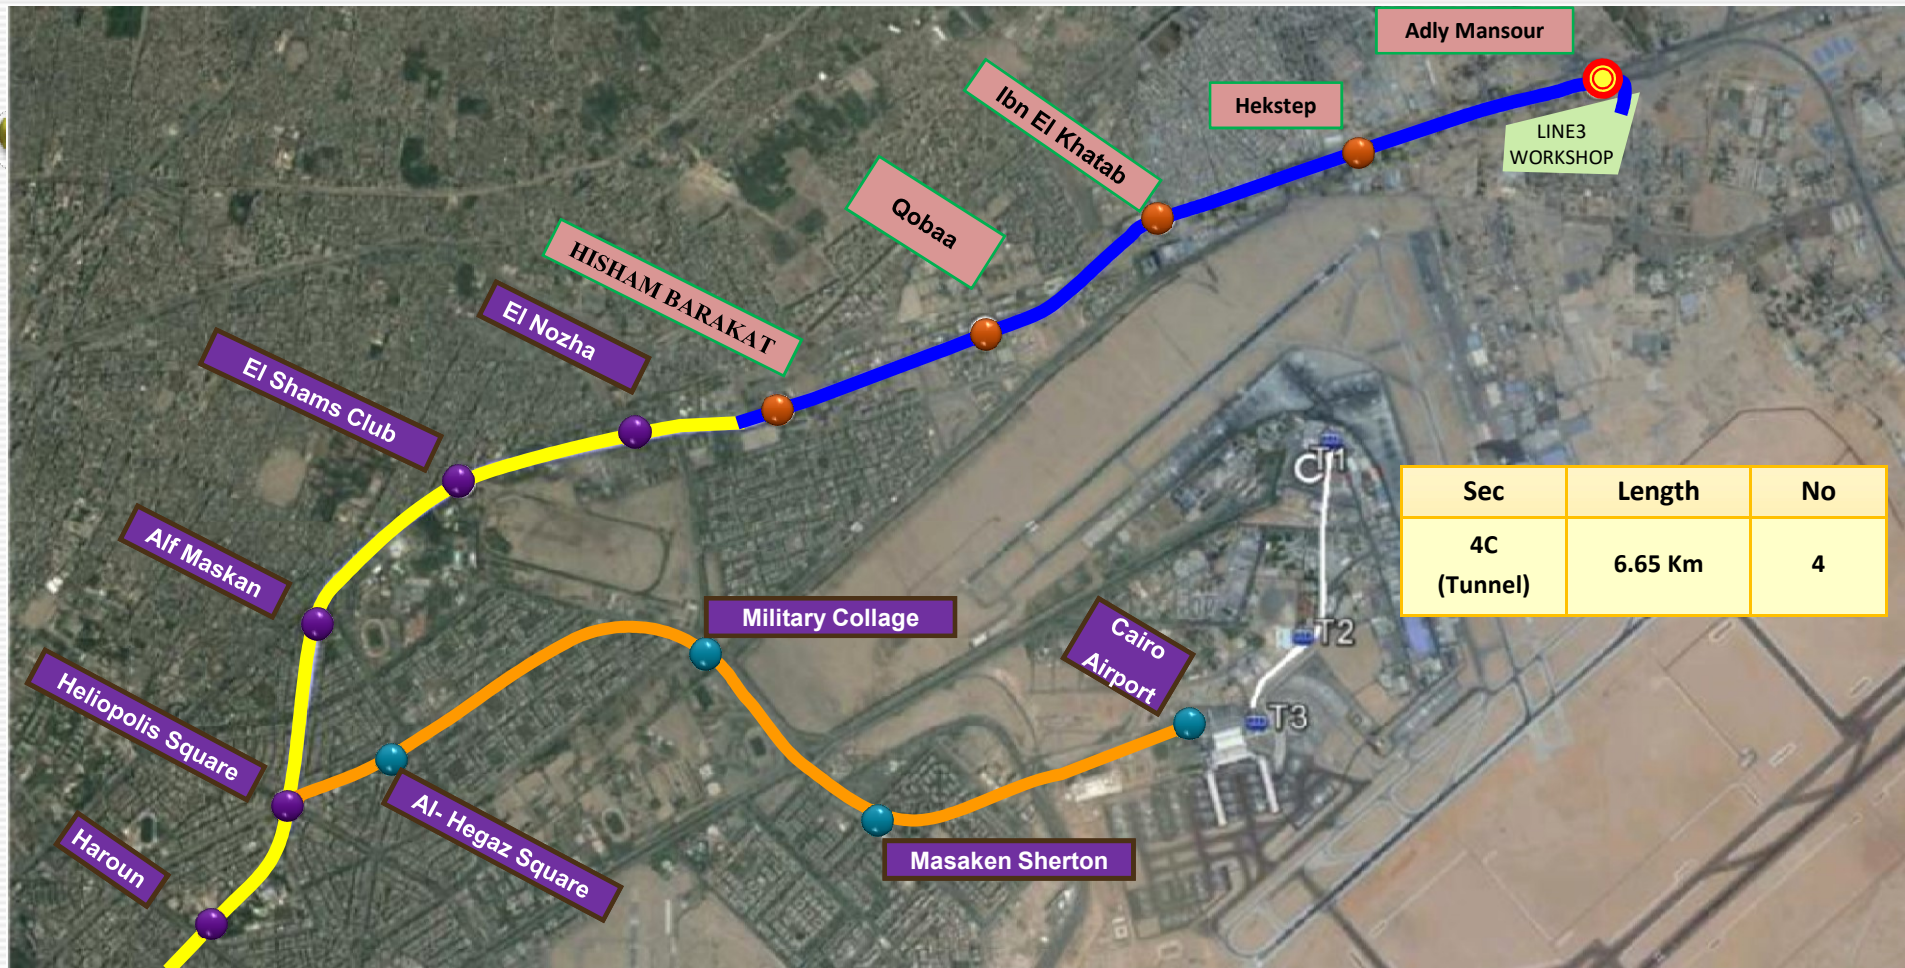 Adly Mansour
Ibn El Khatab
Hekstep
LINE3
WORKSHOP
Qobaa
HISHAM BARAKAT
El Nozha
El Shams Club
T1
C
Sec Length No
4C
(Tunnel)
6.65 Km 4
Alf Maskan
Military Collage
Cairo
Airport
T2
Heliopolis Square
T3
Al- Hegaz Square
Haroun
Masaken Sherton